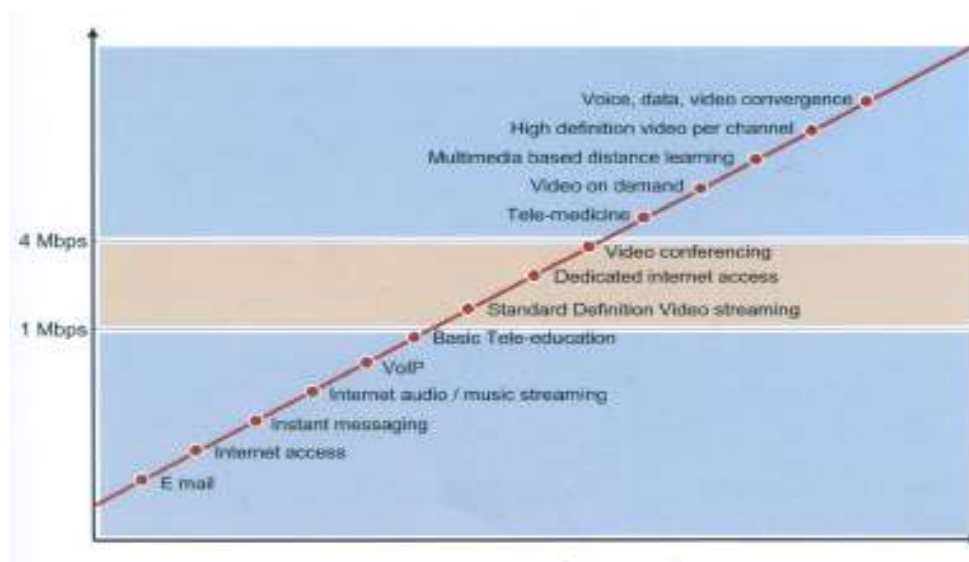 Voice, data, video convergence
High definition video per channel
Multimedia based distance learning
Video on demand
Tele-medicine
4 Mbps
Video conferencing
Dedicated internet access
Standard Definition Video streaming
1 Mbps
Basic Tele-education
VoIP
Internet audio / music streaming
Instant messaging
Internet access
E mail